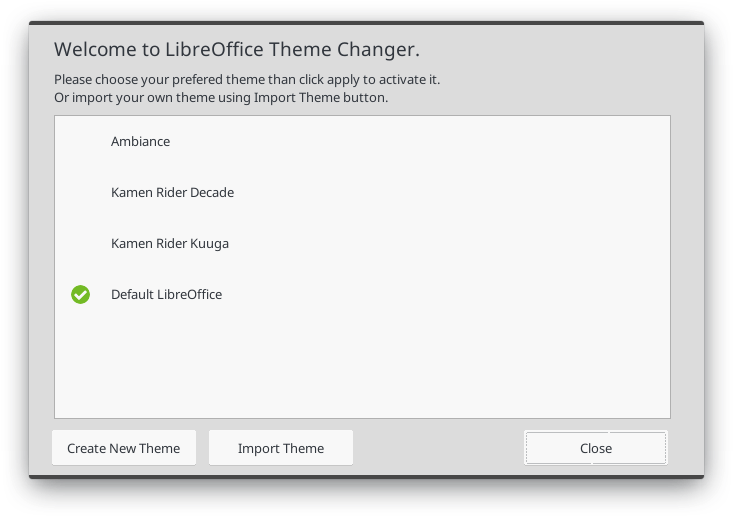 Welcome to LibreOffice Theme Changer.
Please choose your prefered theme than click apply to activate it.
Or import your own theme using Import Theme button.
Ambiance
Kamen Rider Decade
Kamen Rider Kuuga
Default LibreOffice
Create New Theme
Import Theme
Close